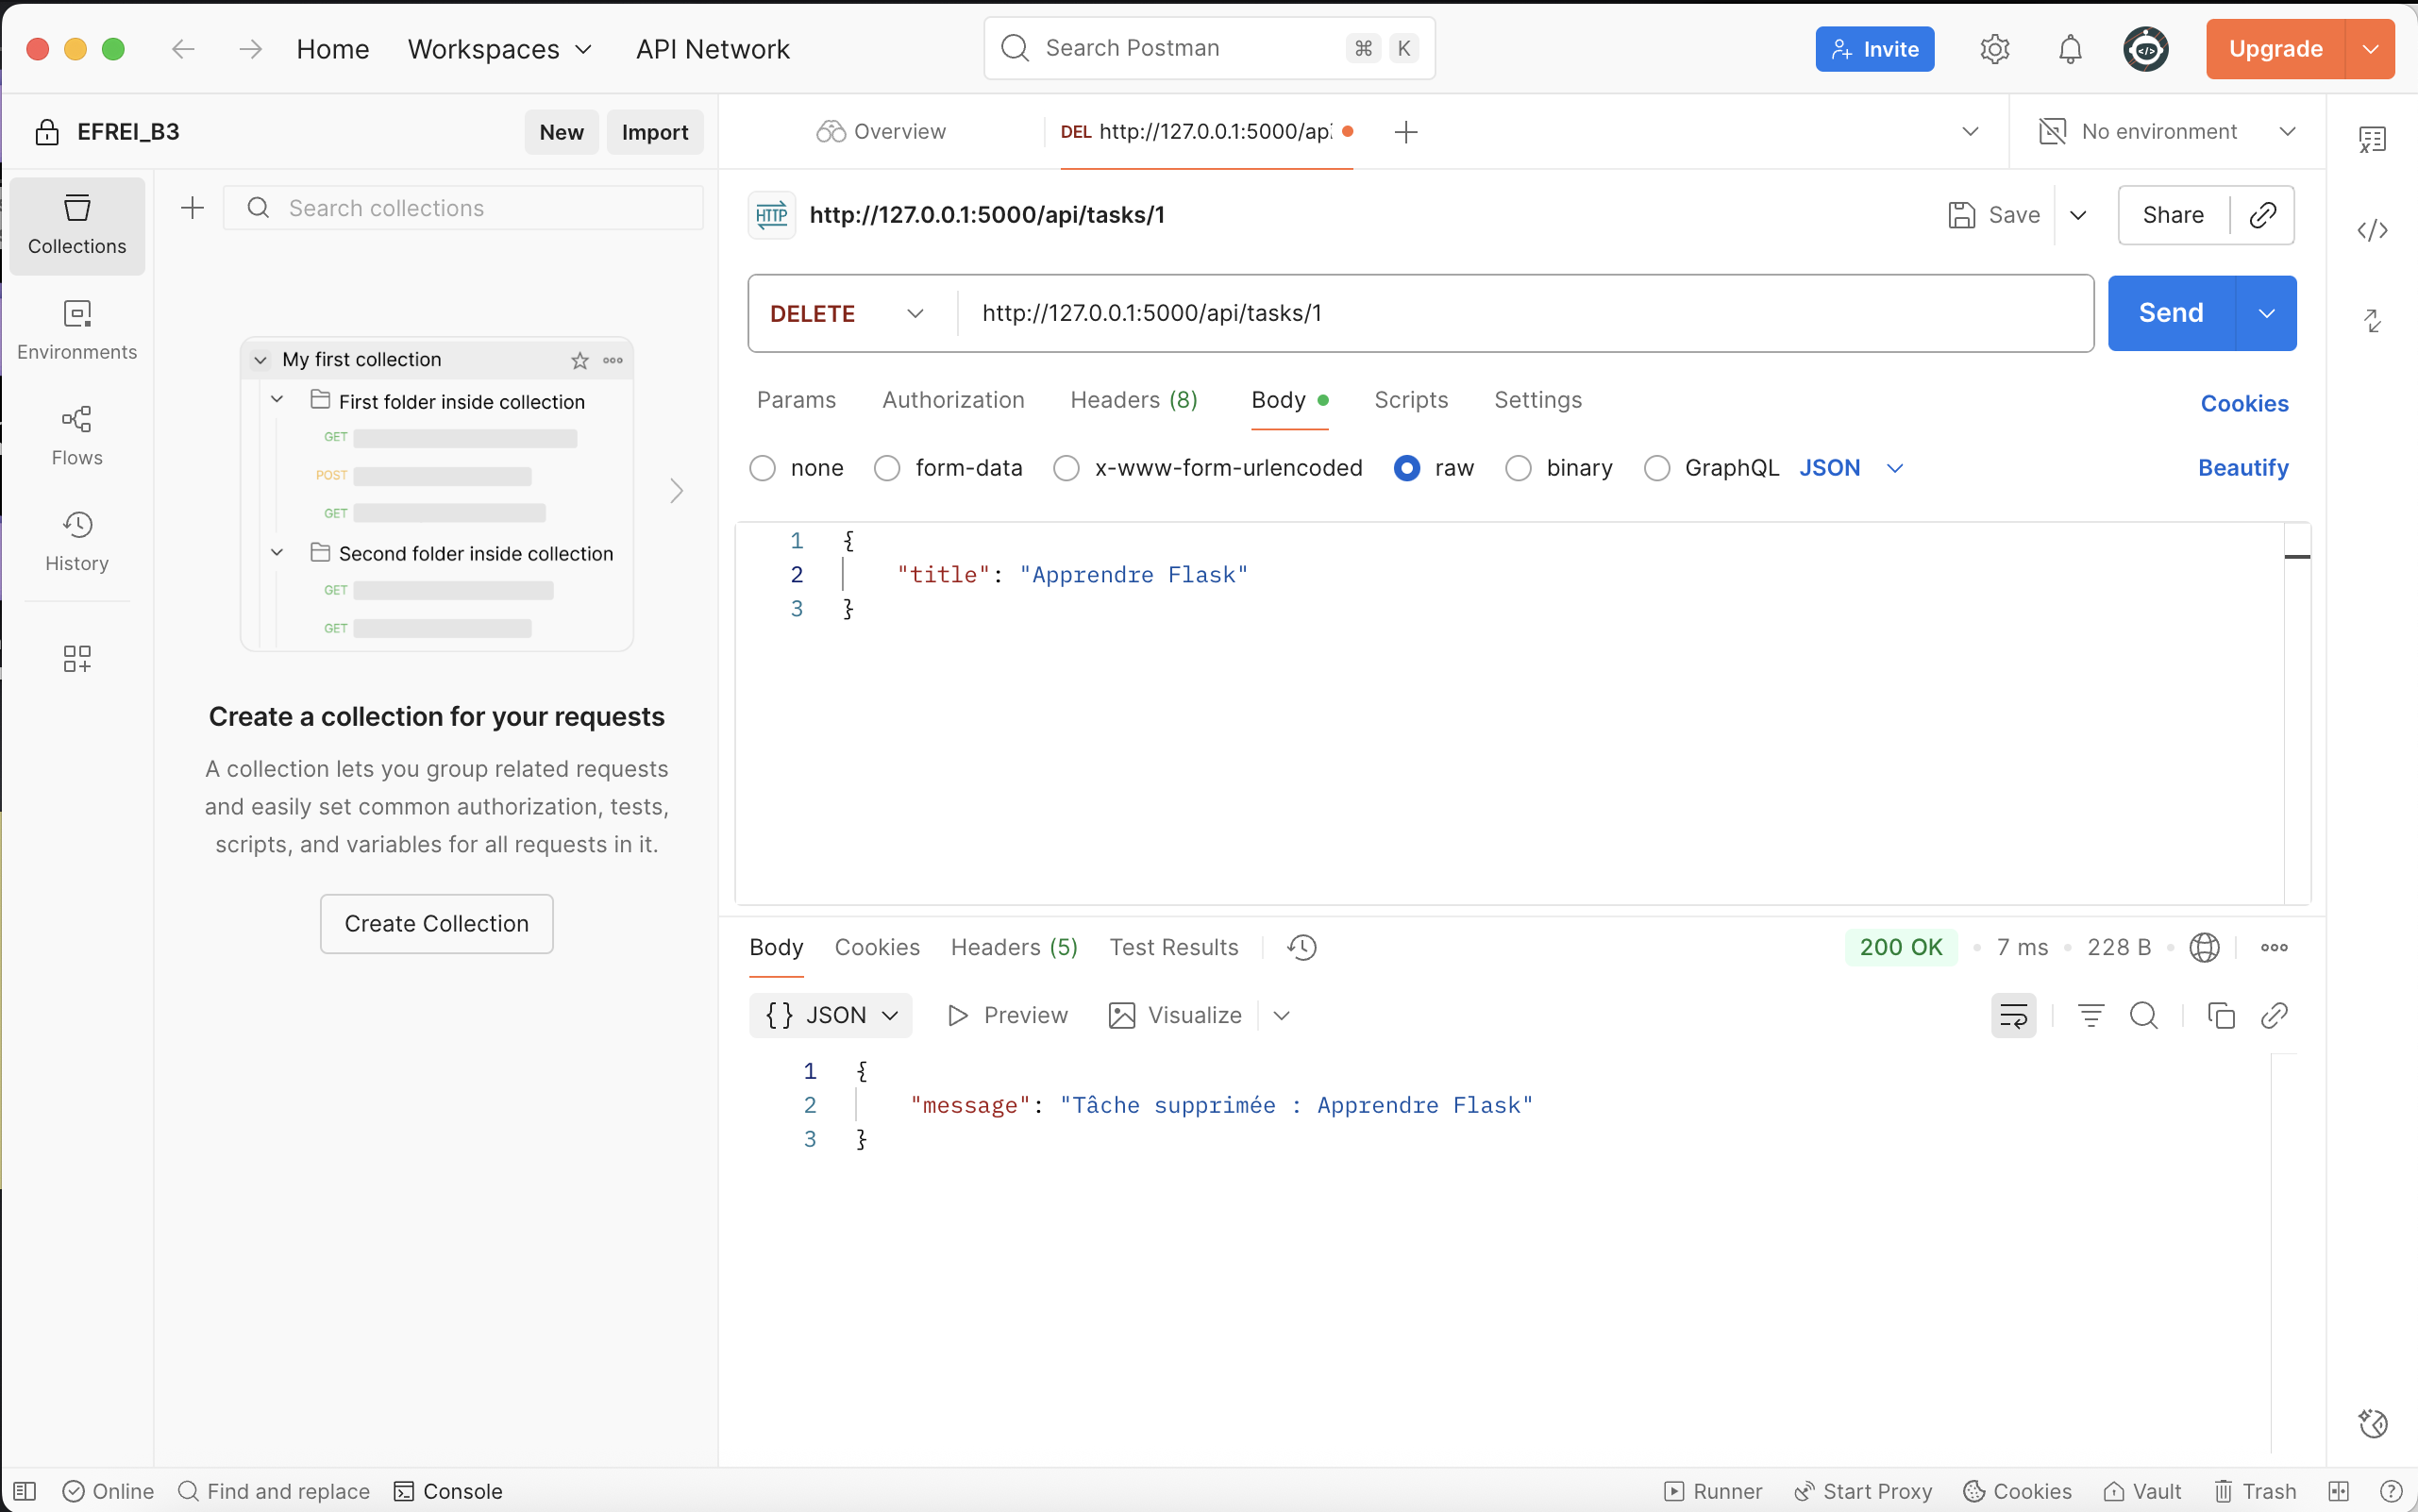 Home Workspaces API Network Search Postman ⌘ K Invite Upgrade
EFREI_B3 New Import
Overview DEL http://127.0.0.1:5000/api No environment
Collections
Environments
Flows
History
Search collections
My first collection
First folder inside collection
GET
POST
GET
Second folder inside collection
GET
GET
Create a collection for your requests
A collection lets you group related requests
and easily set common authorization, tests,
scripts, and variables for all requests in it.
Create Collection
HTTP http://127.0.0.1:5000/api/tasks/1 Save Share
DELETE http://127.0.0.1:5000/api/tasks/1 Send
Params Authorization Headers (8) Body Scripts Settings Cookies
none form-data x-www-form-urlencoded raw binary GraphQL JSON Beautify
1 {
2 "title": "Apprendre Flask"
3 }
Body Cookies Headers (5) Test Results 200 OK • 7 ms • 228 B •
{} JSON Preview Visualize
1 {
2 "message": "Tâche supprimée : Apprendre Flask"
3 }
Online Find and replace Console Runner Start Proxy Cookies Vault Trash